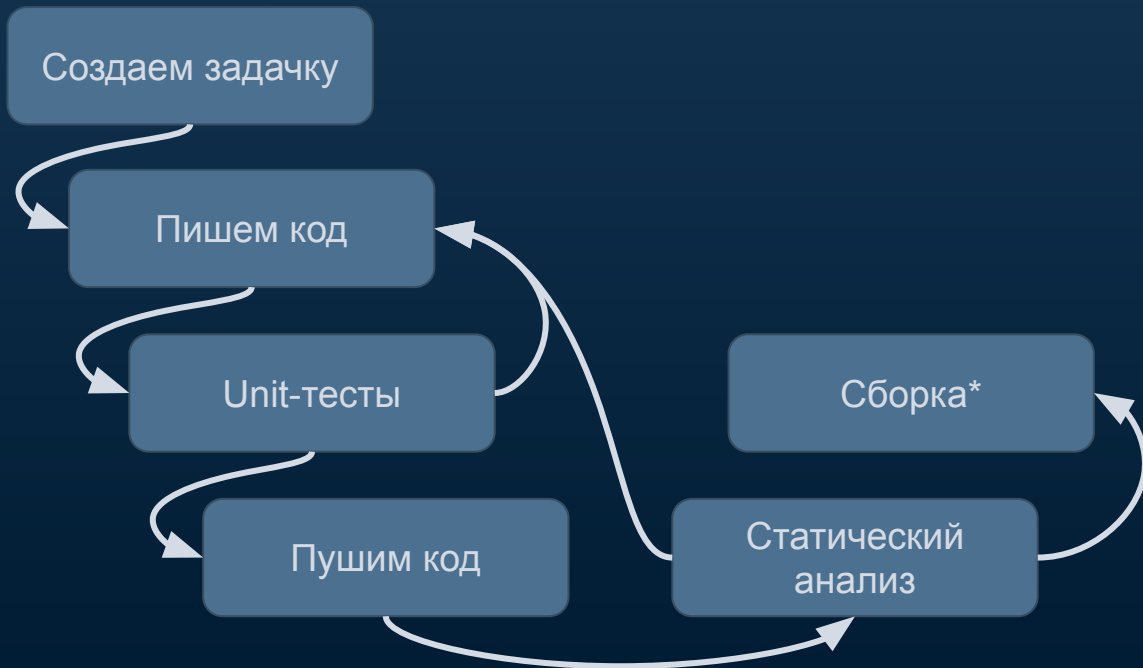 Создаем задачку
Пишем код
Unit-тесты
Сборка*
Пушим код
Статический
анализ